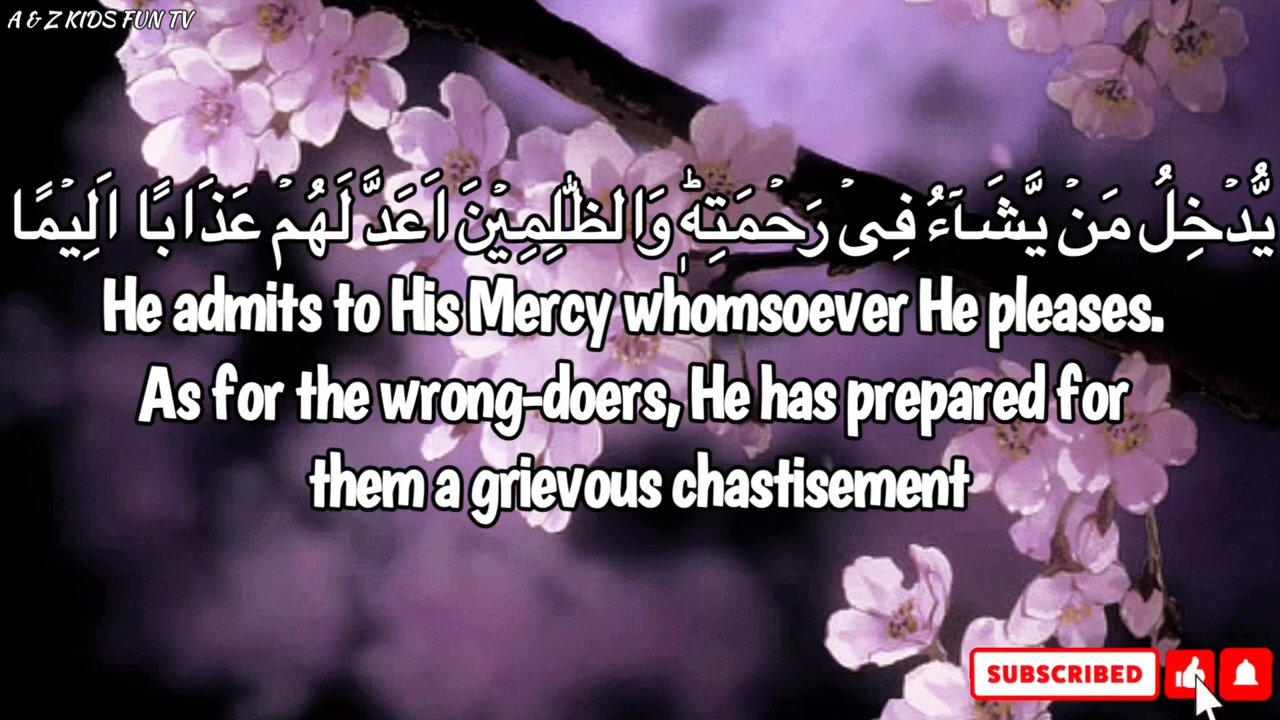 A & Z KIDS FUN TV
يُّدۡخِلُ مَنۡ يَّشَآءُ فِىۡ رَحۡمَتِهٖؕ وَالظّٰلِمِيۡنَ اَعَدَّ لَهُمۡ عَذَابًا اَلِيۡمًا
He admits to His Mercy whomsoever He pleases.
As for the wrong-doers, He has prepared for
them a grievous chastisement
SUBSCRIBED